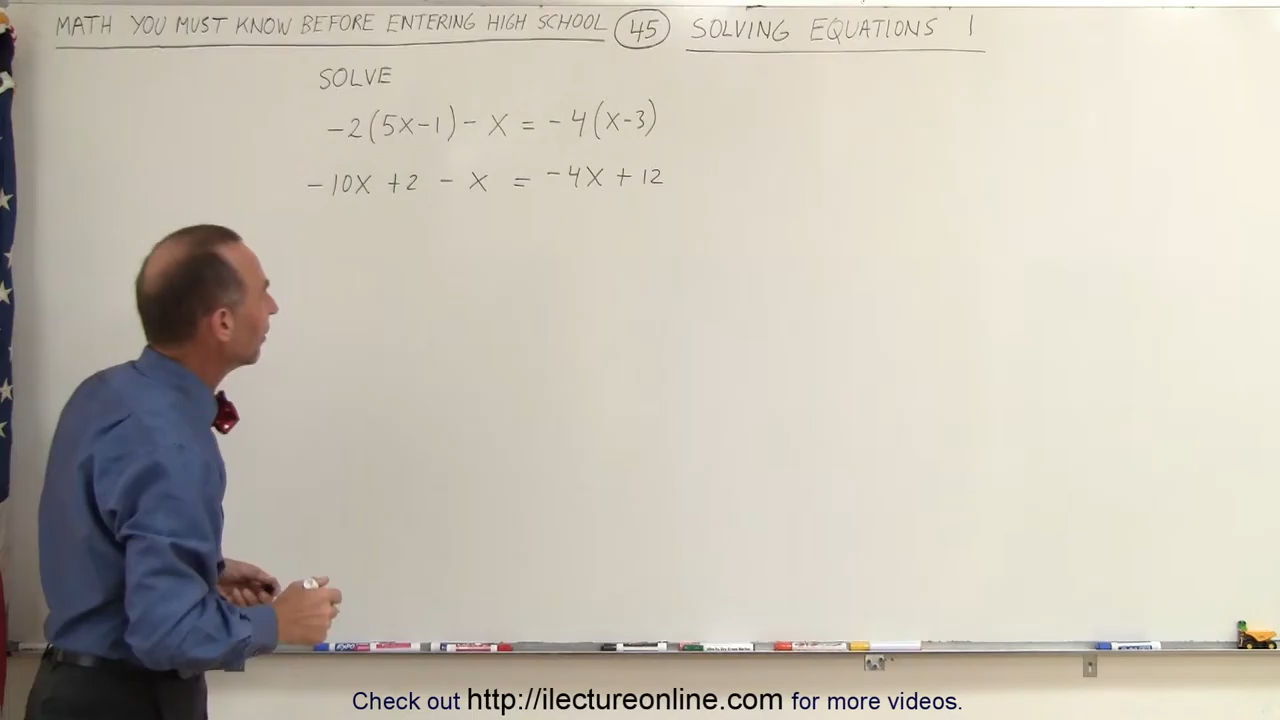 MATH YOU MUST KNOW BEFORE ENTERING HIGH SCHOOL 45 SOLVING EQUATIONS 1
SOLVE
-2(5X-1) - X = -4(X-3)
-10X +2 - X = -4X + 12
EXPO
Check out http://ilectureonline.com for more videos.